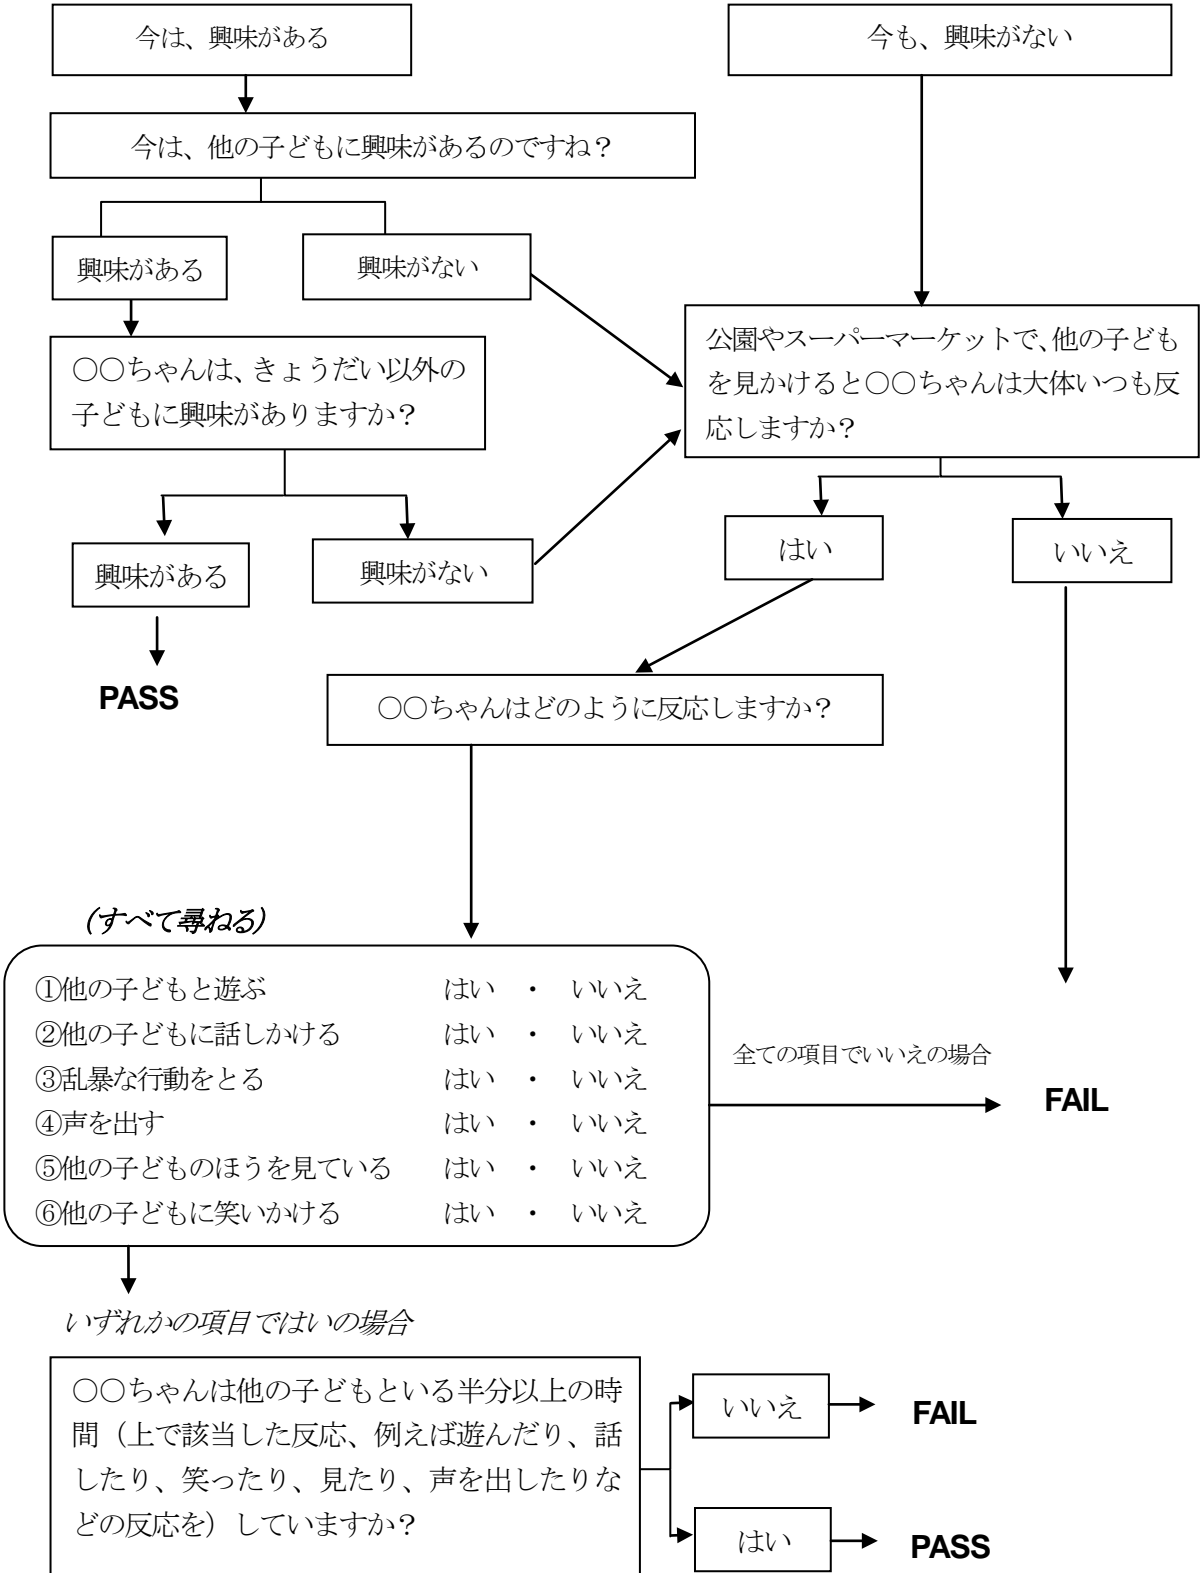 今は、興味がある
今も、興味がない
今は、他の子どもに興味があるのですね？
興味がある
興味がない
〇〇ちゃんは、きょうだい以外の
子どもに興味がありますか？
公園やスーパーマーケットで、他の子ども
を見かけると〇〇ちゃんは大体いつも反
応しますか？
興味がある
興味がない
はい
いいえ
PASS
〇〇ちゃんはどのように反応しますか？
(すべて尋ねる)
①他の子どもと遊ぶ　はい ・ いいえ
②他の子どもに話しかける　はい ・ いいえ
③乱暴な行動をとる　はい ・ いいえ
④声を出す　はい ・ いいえ
⑤他の子どものほうを見ている　はい ・ いいえ
⑥他の子どもに笑いかける　はい ・ いいえ
全ての項目でいいえの場合
FAIL
いずれかの項目ではいの場合
〇〇ちゃんは他の子どもといる半分以上の時
間（上で該当した反応、例えば遊んだり、話
したり、笑ったり、見たり、声を出したりな
どの反応を）していますか？
いいえ
FAIL
はい
PASS